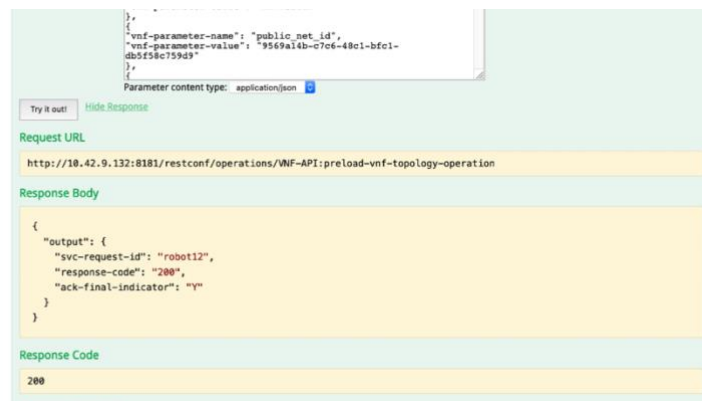 },
{
"vnf-parameter-name": "public_net_id",
"vnf-parameter-value": "9569a14b-c7c6-48c1-bfc1-
db5f58c759d9"
},
{
Parameter content type: application/json
Try it out! Hide Response
Request URL
http://10.42.9.132:8181/restconf/operations/VNF-API:preload-vnf-topology-operation
Response Body
{
"output": {
"svc-request-id": "robot12",
"response-code": "200",
"ack-final-indicator": "Y"
}
}
Response Code
200